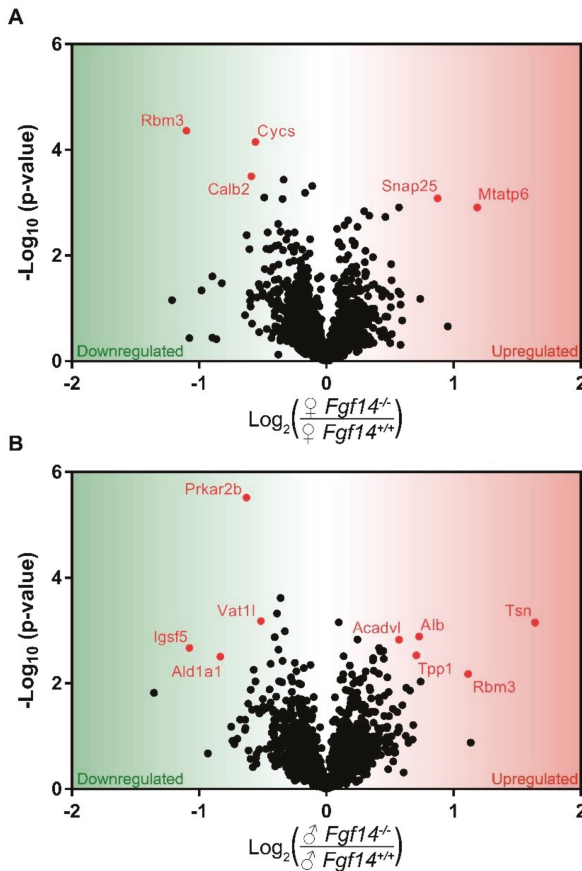 A
6
Rbm3
Cycs
4
Calb2
Snap25
Mtatp6
-Log₁₀ (p-value)
2
Downregulated
Upregulated
0
-2 -1 0 1 2
Log₂(♀ Fgf14⁻/⁻ / ♀ Fgf14⁺/⁺)
B
6
Prkar2b
4
Vat1l
Igsf5
Ald1a1
Acadvl
Alb
Tsn
Tpp1
Rbm3
-Log₁₀ (p-value)
2
Downregulated
Upregulated
0
-2 -1 0 1 2
Log₂(♂ Fgf14⁻/⁻ / ♂ Fgf14⁺/⁺)